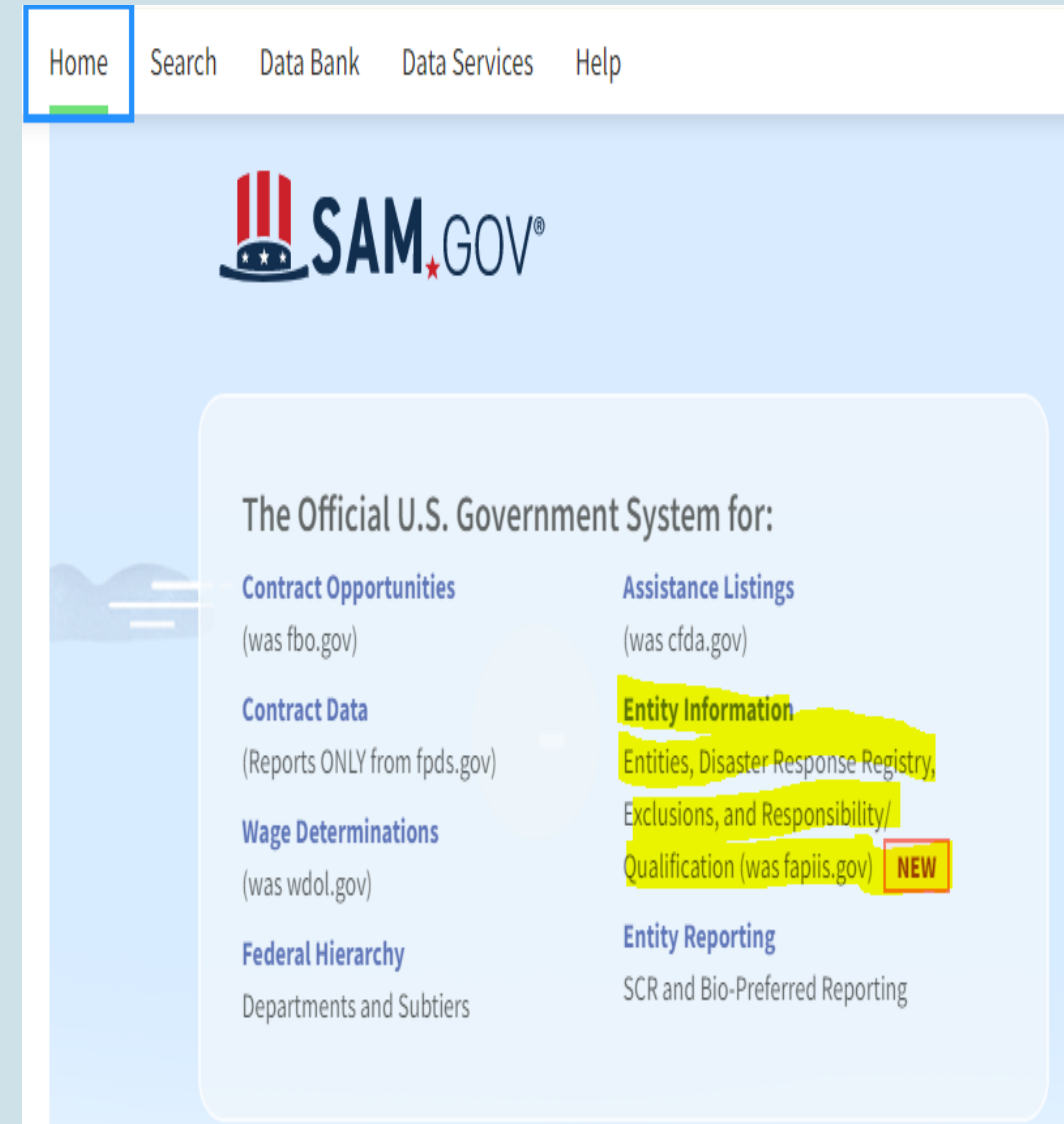 Home Search Data Bank Data Services Help
SAM.GOV®
The Official U.S. Government System for:
Contract Opportunities
(was fbo.gov)
Contract Data
(Reports ONLY from fpds.gov)
Wage Determinations
(was wdol.gov)
Federal Hierarchy
Departments and Subtiers
Assistance Listings
(was cfda.gov)
Entity Information
Entities, Disaster Response Registry,
Exclusions, and Responsibility/
Qualification (was fapiis.gov) NEW
Entity Reporting
SCR and Bio-Preferred Reporting